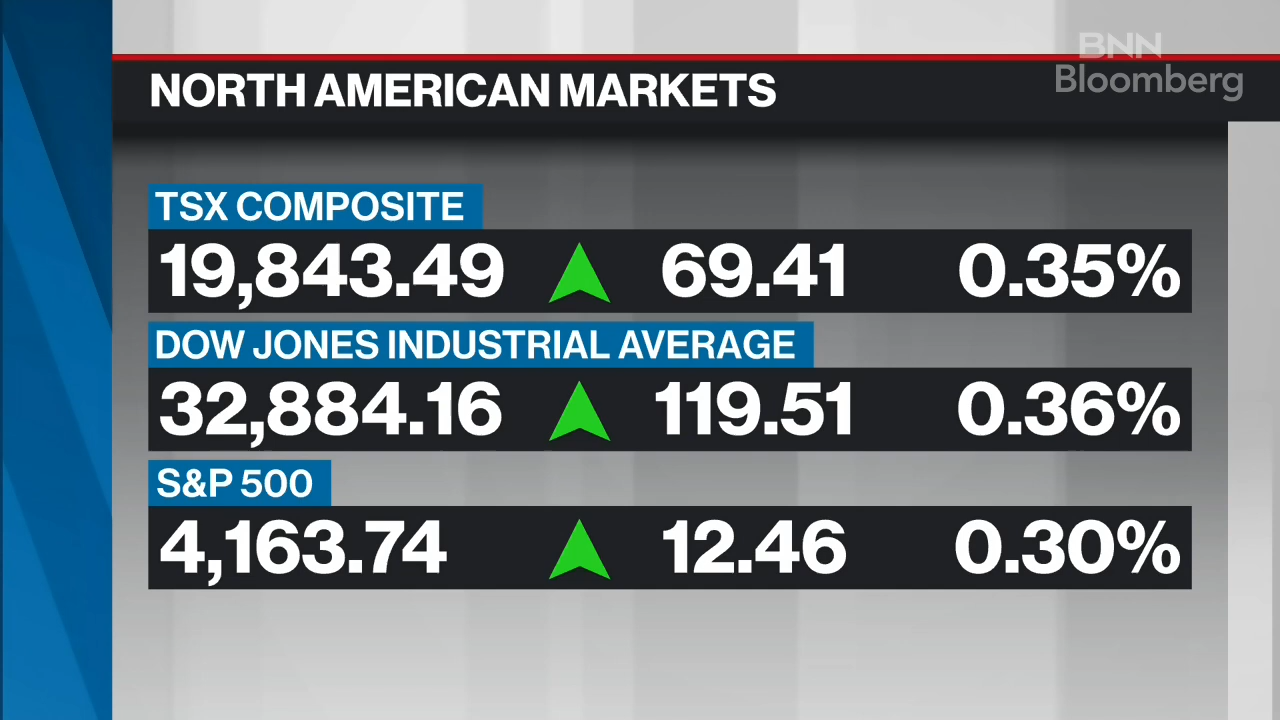 BNN
Bloomberg
NORTH AMERICAN MARKETS
TSX COMPOSITE
19,843.49 69.41 0.35%
DOW JONES INDUSTRIAL AVERAGE
32,884.16 119.51 0.36%
S&P 500
4,163.74 12.46 0.30%